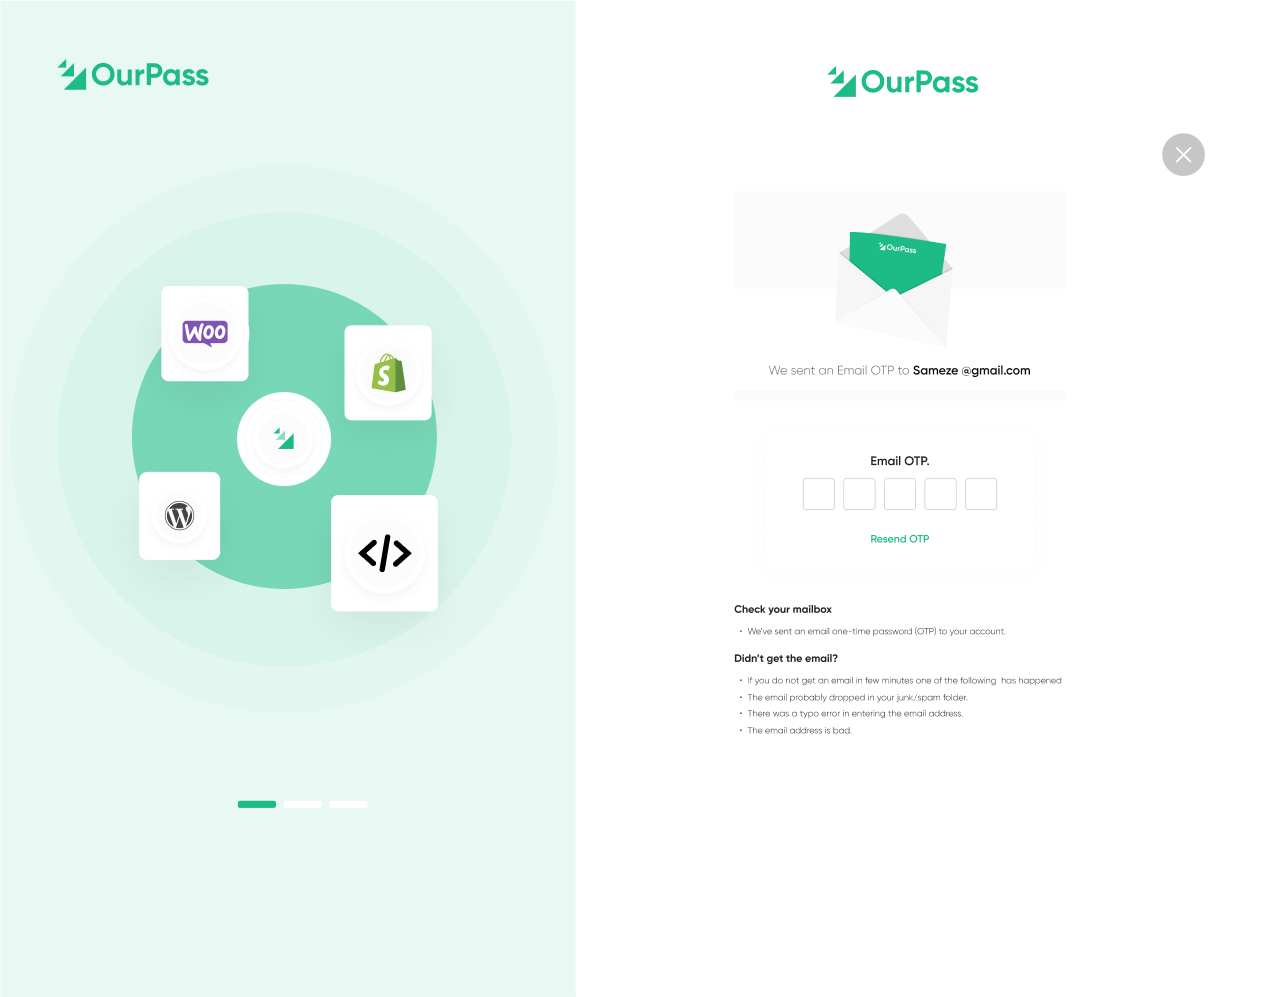 OurPass
WOO
S
W
</>
OurPass
OurPass
We sent an Email OTP to Sameze @gmail.com
Email OTP.
Resend OTP
Check your mailbox
• We've sent an email one-time password (OTP) to your account.
Didn't get the email?
• If you do not get an email in few minutes one of the following has happened
• The email probably dropped in your junk/spam folder.
• There was a typo error in entering the email address.
• The email address is bad.